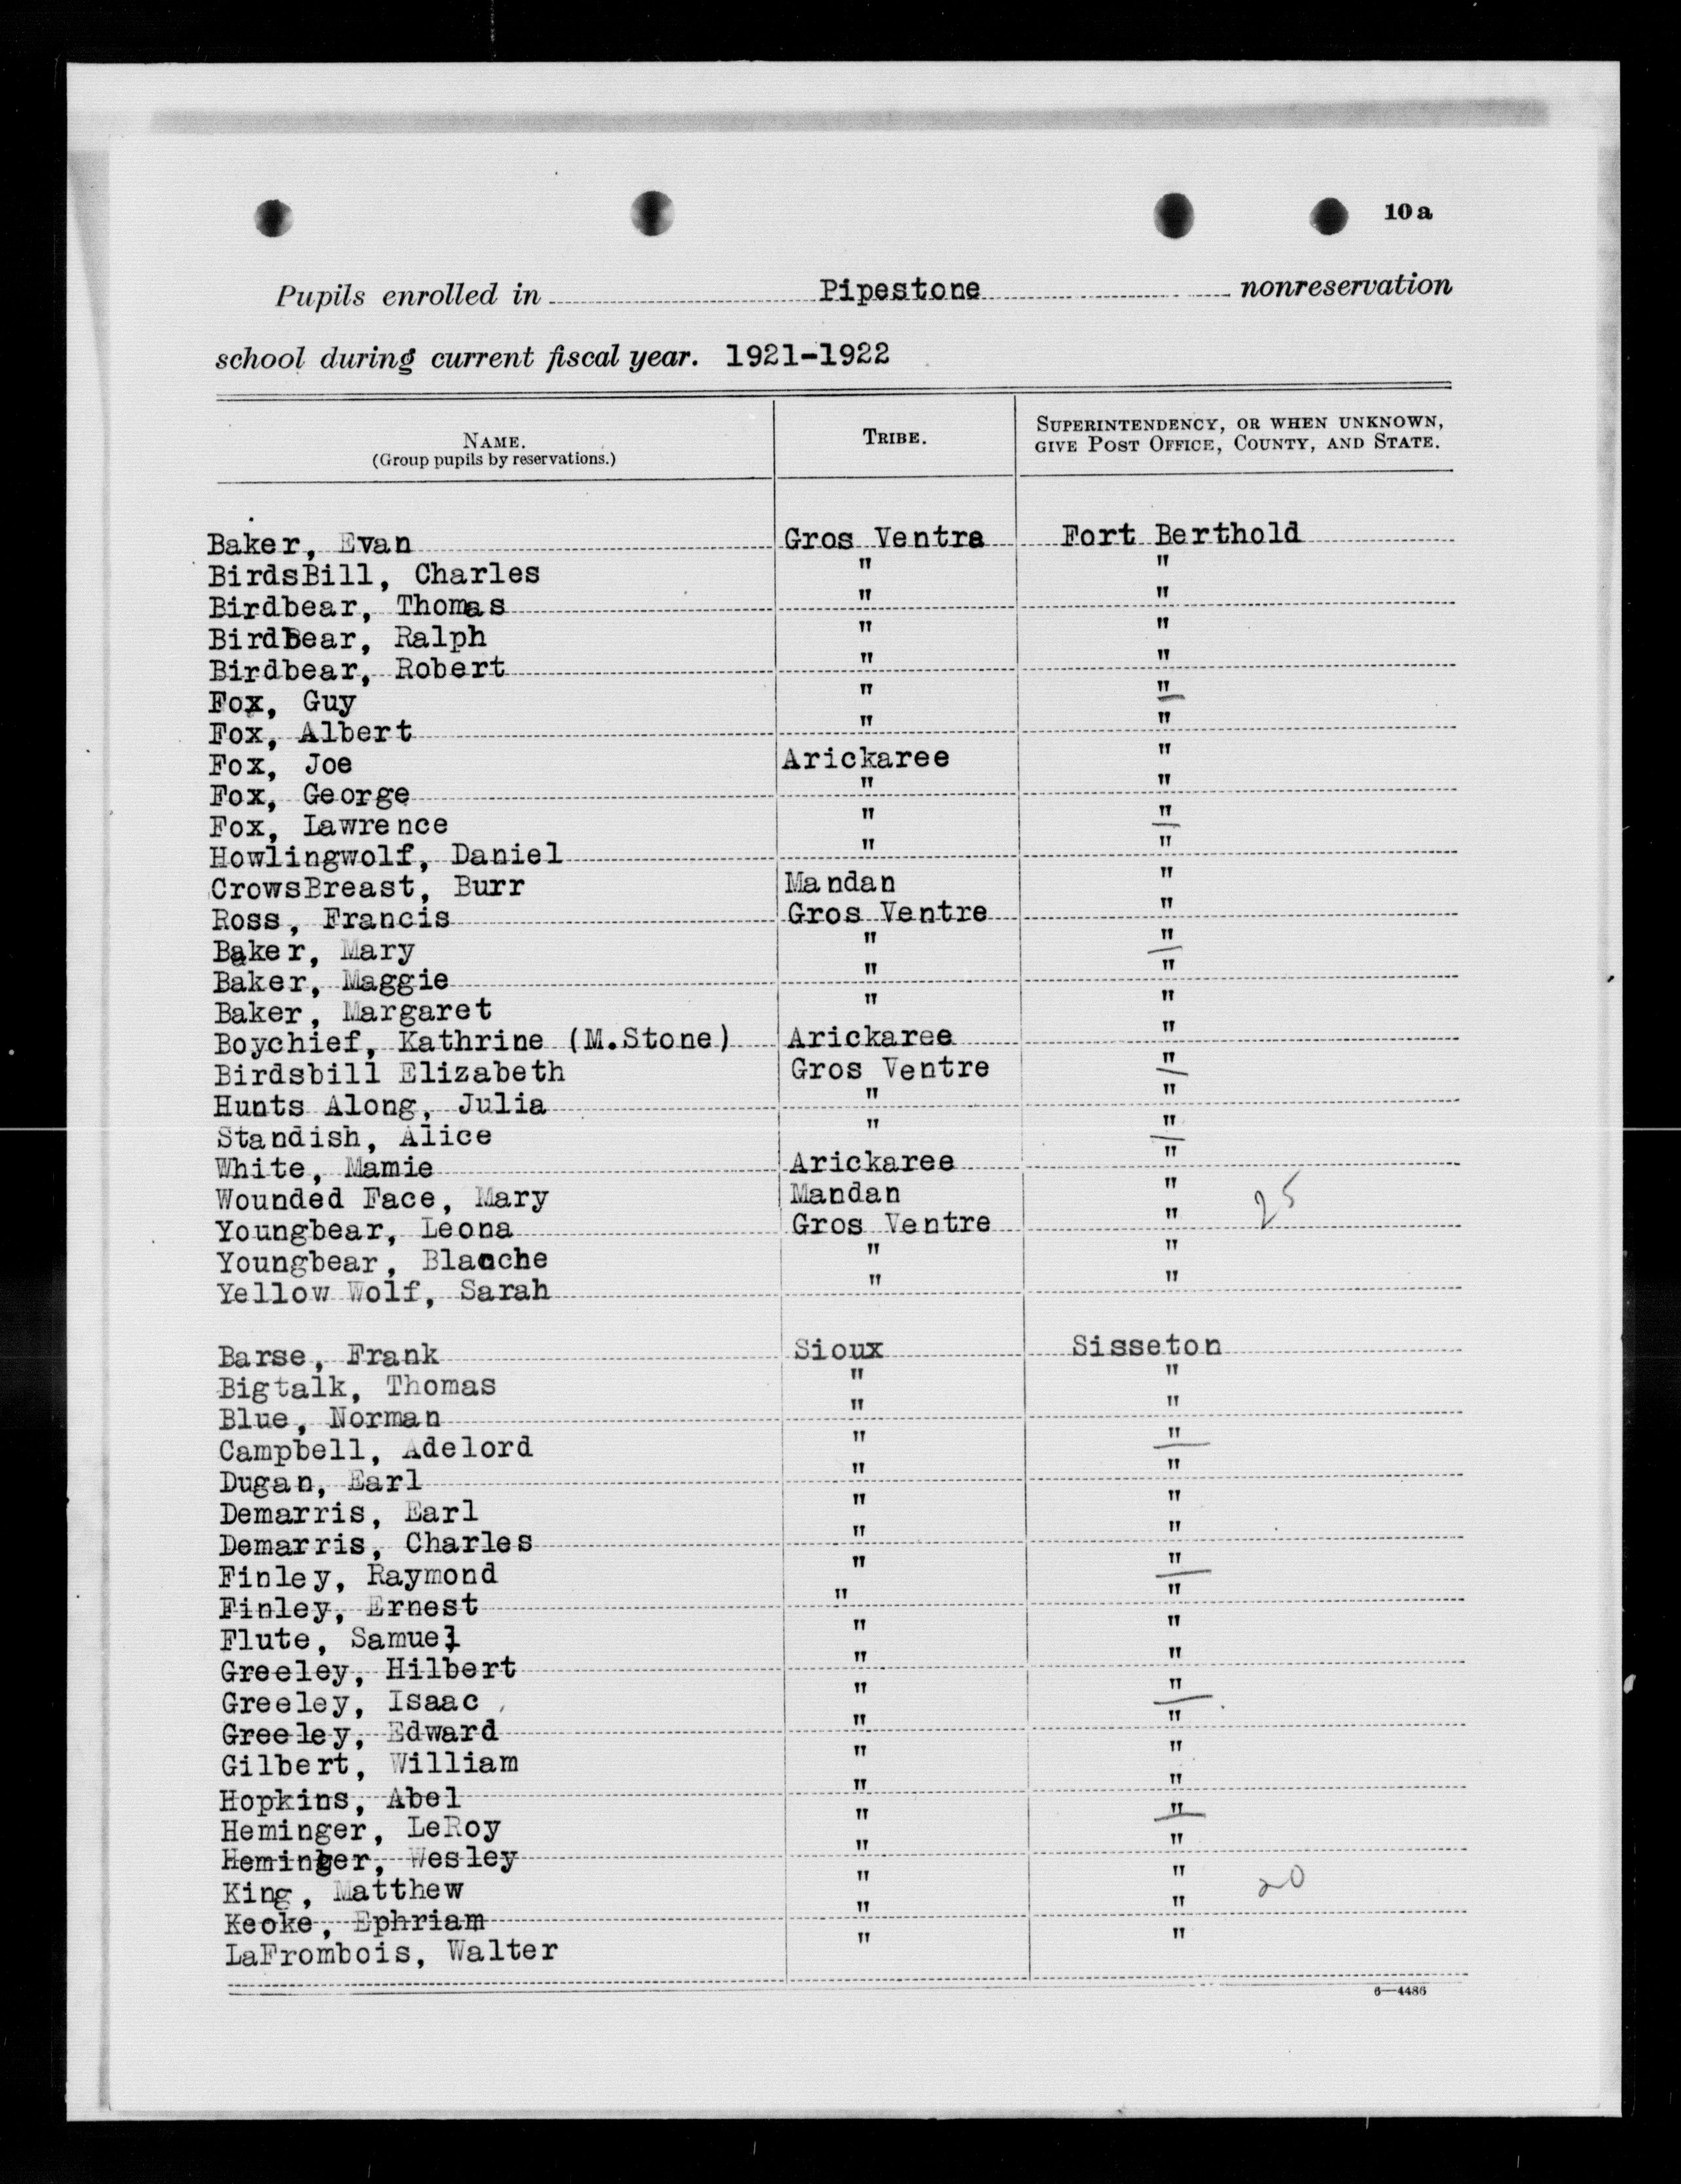 10 a
Pupils enrolled in Pipestone nonreservation
school during current fiscal year. 1921-1922
NAME. (Group pupils by reservations.) TRIBE. SUPERINTENDENCY, OR WHEN UNKNOWN, GIVE POST OFFICE, COUNTY, AND STATE.
Baker, Evan Gros Ventre Fort Berthold
BirdsBill, Charles " "
Birdbear, Thomas " "
BirdBear, Ralph " "
Birdbear, Robert " "
Fox, Guy " "
Fox, Albert " "
Fox, Joe Arickaree "
Fox, George " "
Fox, Lawrence " "
Howlingwolf, Daniel " "
CrowsBreast, Burr Mandan "
Ross, Francis Gros Ventre "
Baker, Mary " "
Baker, Maggie " "
Baker, Margaret " "
Boychief, Kathrine (M.Stone) Arickaree "
Birdsbill Elizabeth Gros Ventre "
Hunts Along, Julia " "
Standish, Alice " "
White, Mamie Arickaree "
Wounded Face, Mary Mandan " 25
Youngbear, Leona Gros Ventre "
Youngbear, Blanche " "
Yellow Wolf, Sarah " "
Barse, Frank Sioux Sisseton
Bigtalk, Thomas " "
Blue, Norman " "
Campbell, Adelord " "
Dugan, Earl " "
Demarris, Earl " "
Demarris, Charles " "
Finley, Raymond " "
Finley, Ernest " "
Flute, Samuel " "
Greeley, Hilbert " "
Greeley, Isaac " "
Greeley, Edward " "
Gilbert, William " "
Hopkins, Abel " "
Heminger, LeRoy " "
Heminger, Wesley " "
King, Matthew " " 20
Keoke, Ephriam " "
LaFrombois, Walter " "
6—4486